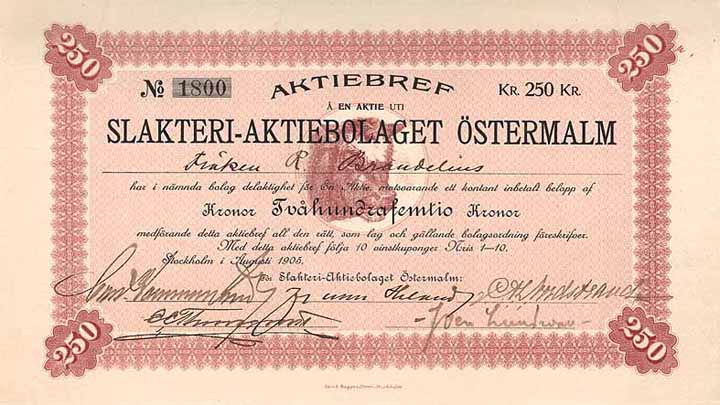 250 250
No 1800 AKTIEBREF KR. 250 KR.
Å EN AKTIE UTI
SLAKTERI-AKTIEBOLAGET ÖSTERMALM
Fröken R. Brandelius
har i nämnda bolag delaktighet för En Aktie, motsvarande ett kontant inbetalt belopp af
Kronor Tvåhundrafemtio Kronor
medförande detta aktiebref all den rätt, som lag och gällande bolagsordning föreskrifver.
Med detta aktiebref följa 10 vinstkuponger N:ris 1-10.
Stockholm i Augusti 1905.
För Slakteri-Aktiebolaget Östermalm:
250 250